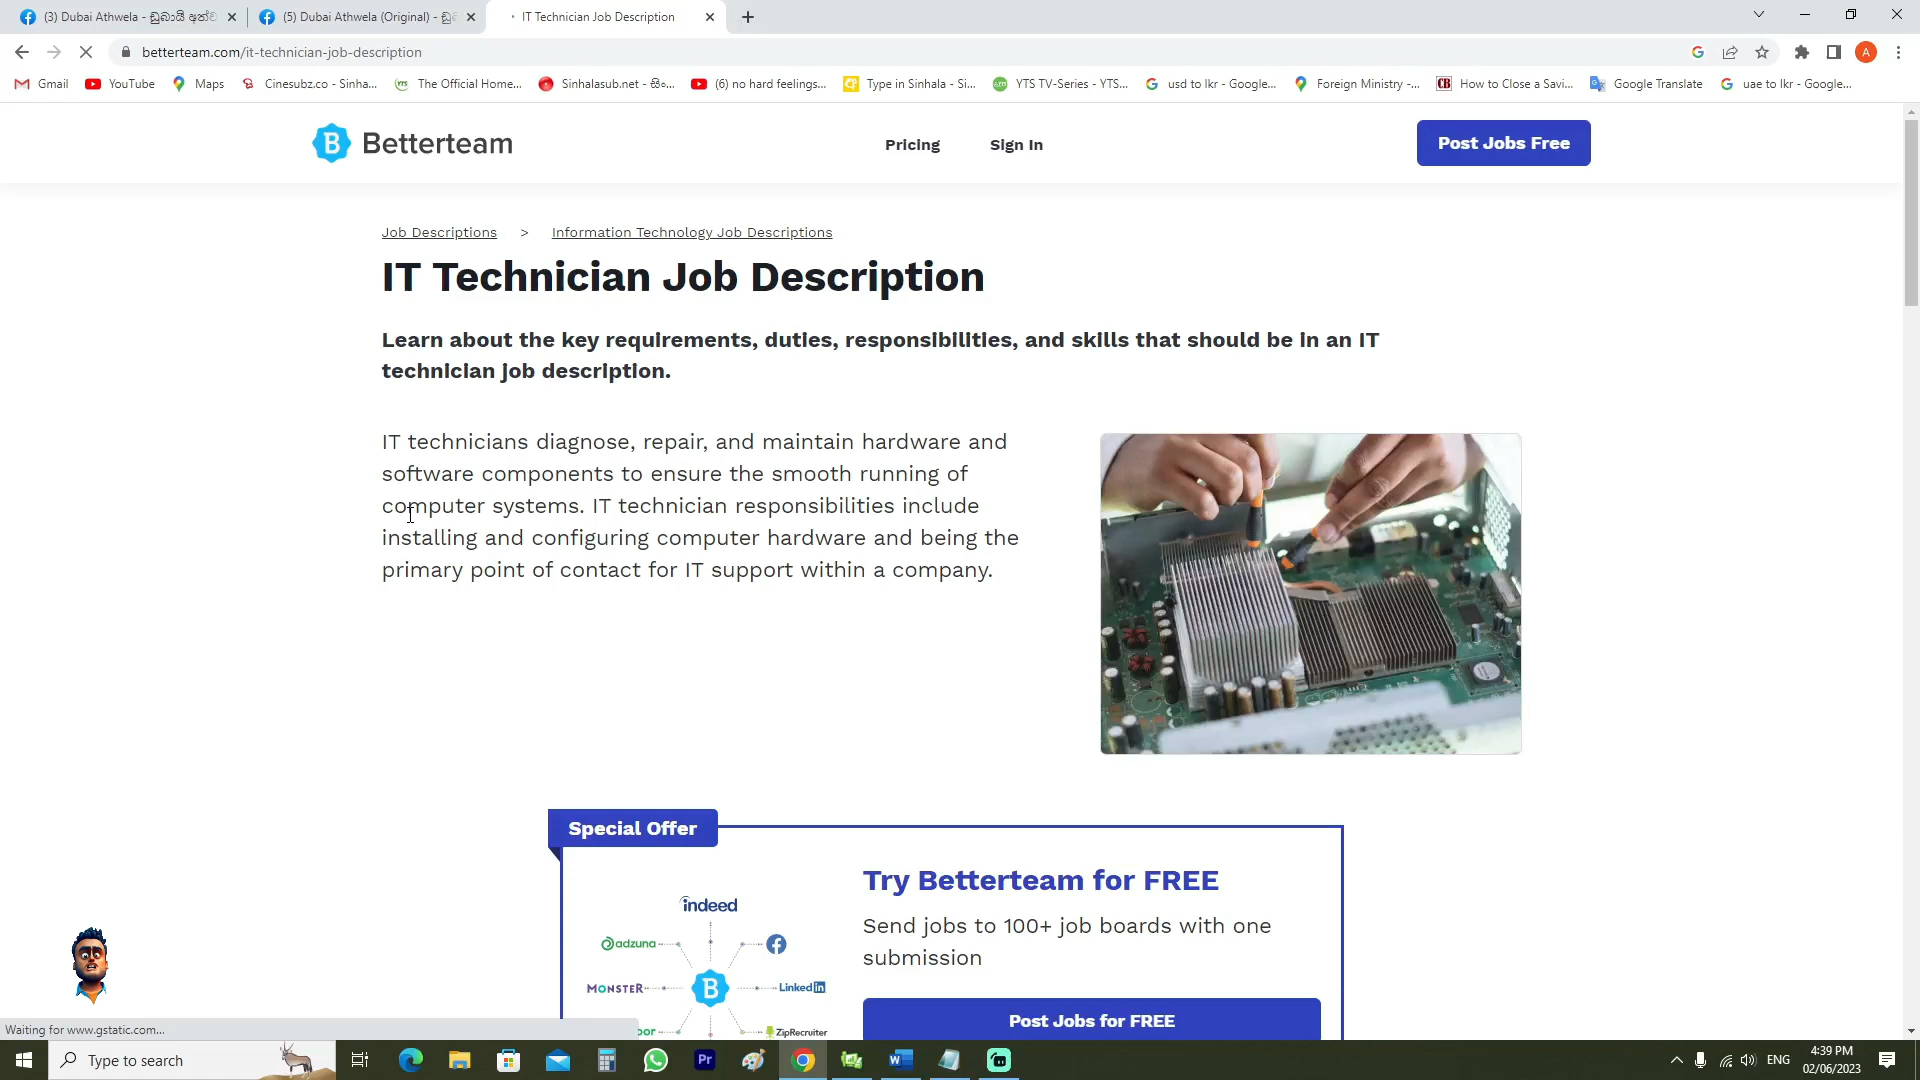 (3) Dubai Athwela - ඩුබායි අත්ව
(5) Dubai Athwela (Original) - ඩුබ
IT Technician Job Description
betterteam.com/it-technician-job-description
A
Gmail
YouTube
Maps
Cinesubz.co - Sinha...
The Official Home...
Sinhalasub.net - සිං...
(6) no hard feelings...
Type in Sinhala - Si...
YTS TV-Series - YTS...
usd to lkr - Google...
Foreign Ministry -...
How to Close a Savi...
Google Translate
uae to lkr - Google...
B Betterteam
Pricing
Sign In
Post Jobs Free
Job Descriptions > Information Technology Job Descriptions
IT Technician Job Description
Learn about the key requirements, duties, responsibilities, and skills that should be in an IT
technician job description.
IT technicians diagnose, repair, and maintain hardware and
software components to ensure the smooth running of
computer systems. IT technician responsibilities include
installing and configuring computer hardware and being the
primary point of contact for IT support within a company.
Special Offer
Try Betterteam for FREE
Send jobs to 100+ job boards with one
submission
Post Jobs for FREE
indeed
adzuna
MONSTER
B
Linked in
oor
ZipRecruiter
Waiting for www.gstatic.com...
Type to search
Pr
W
ENG
4:39 PM
02/06/2023